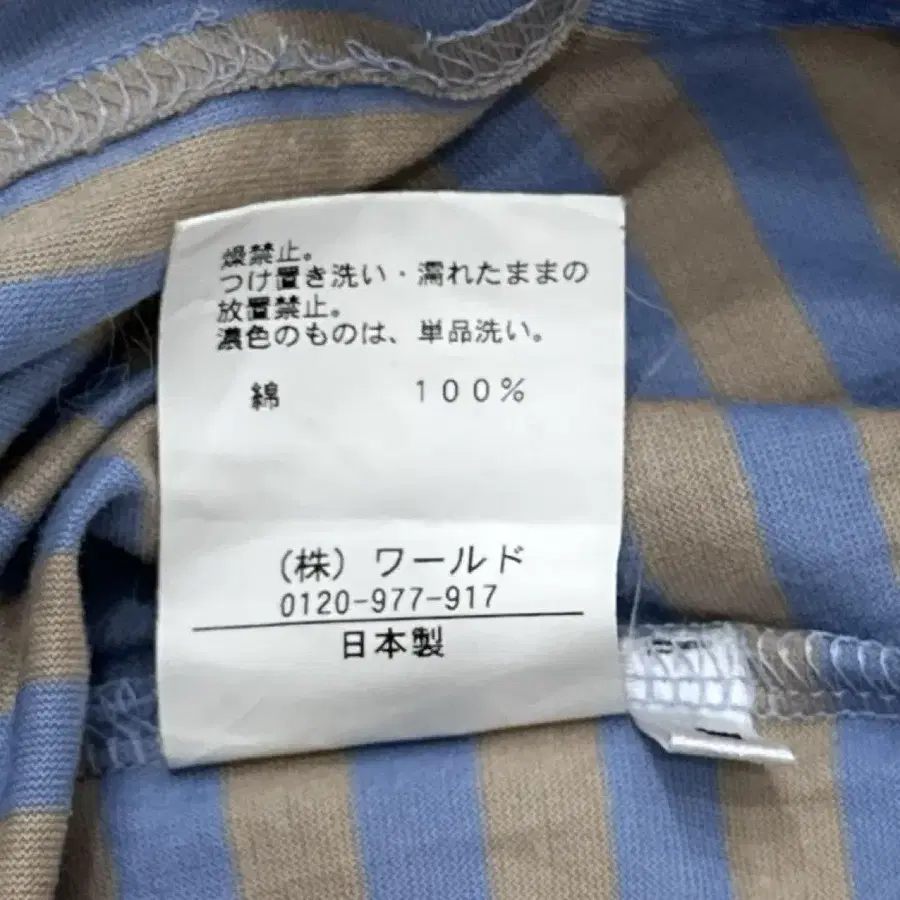 燥禁止。
つけ置き洗い・濡れたままの
放置禁止。
濃色のものは、単品洗い。
綿 100%
(株) ワールド
0120-977-917
日本製